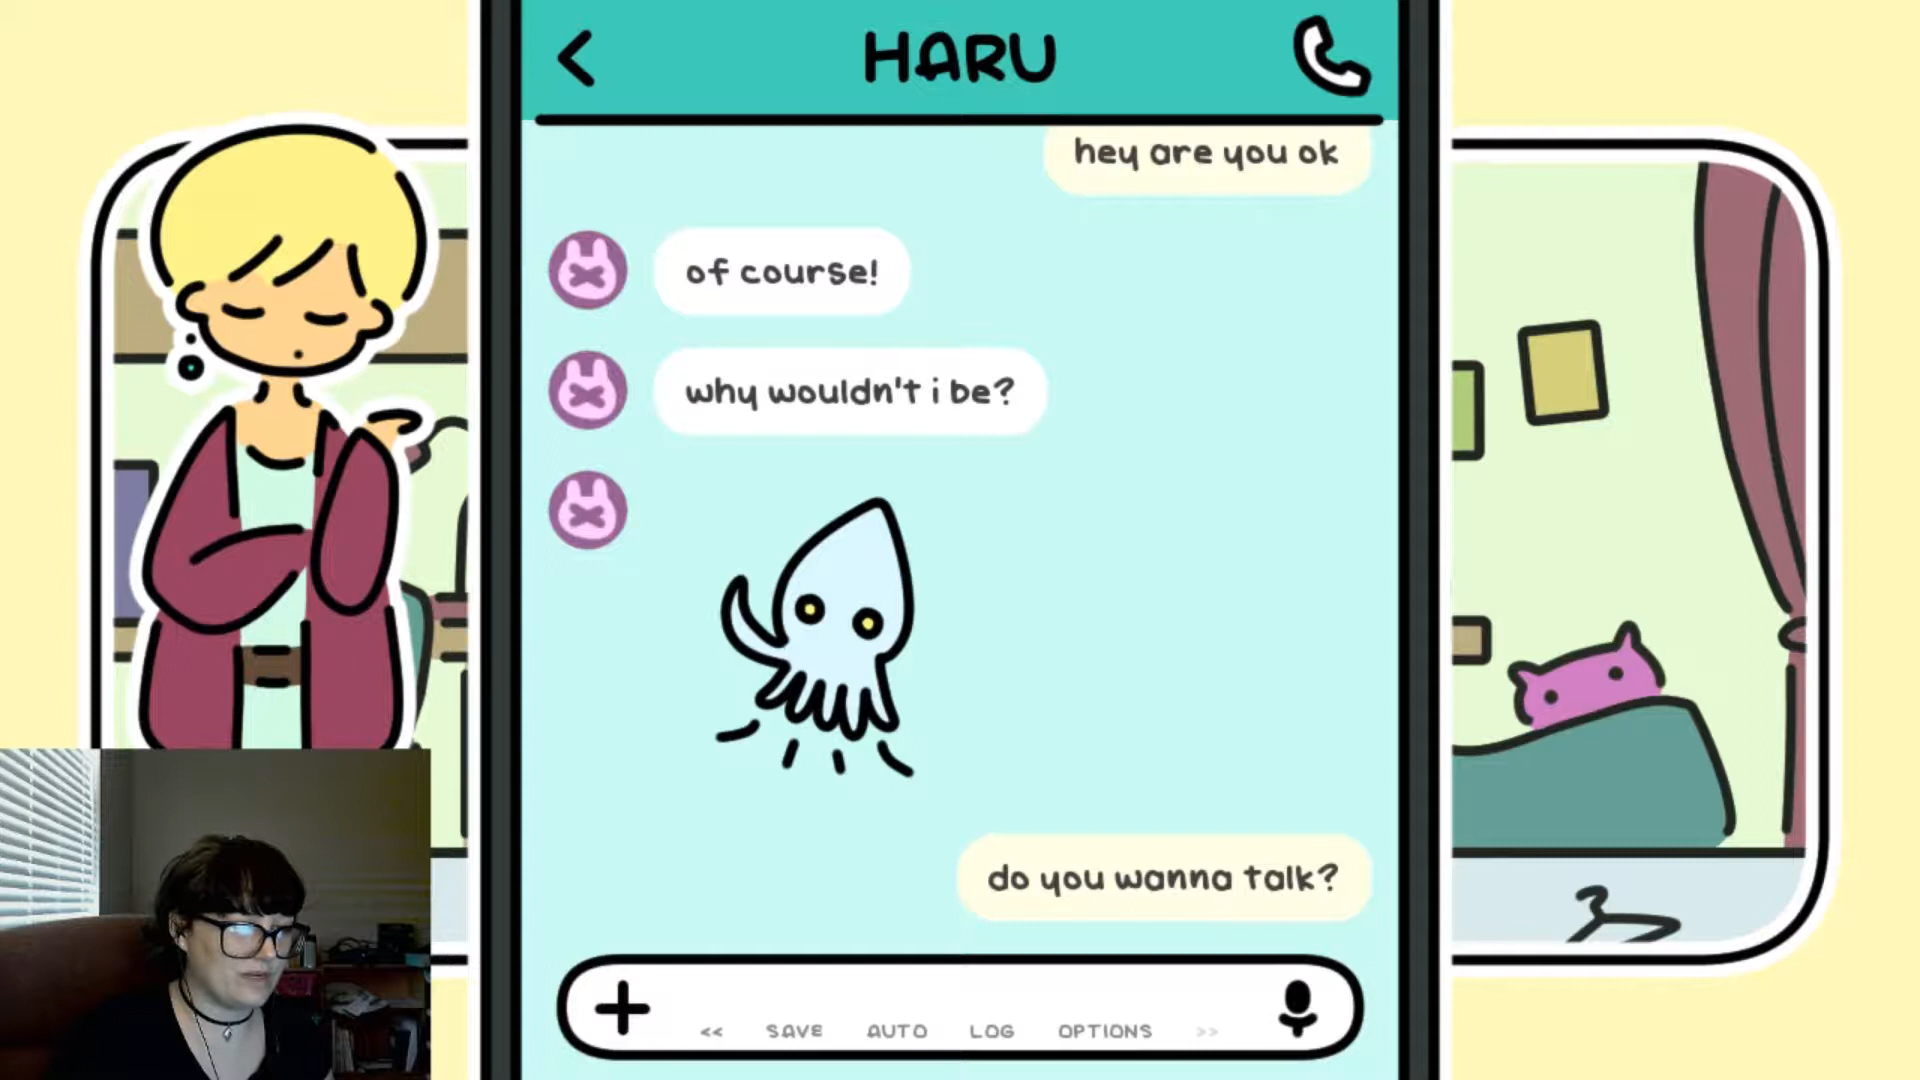 HARU
hey are you ok
of course!
why wouldn't i be?
do you wanna talk?
<< SAVE AUTO LOG OPTIONS >>